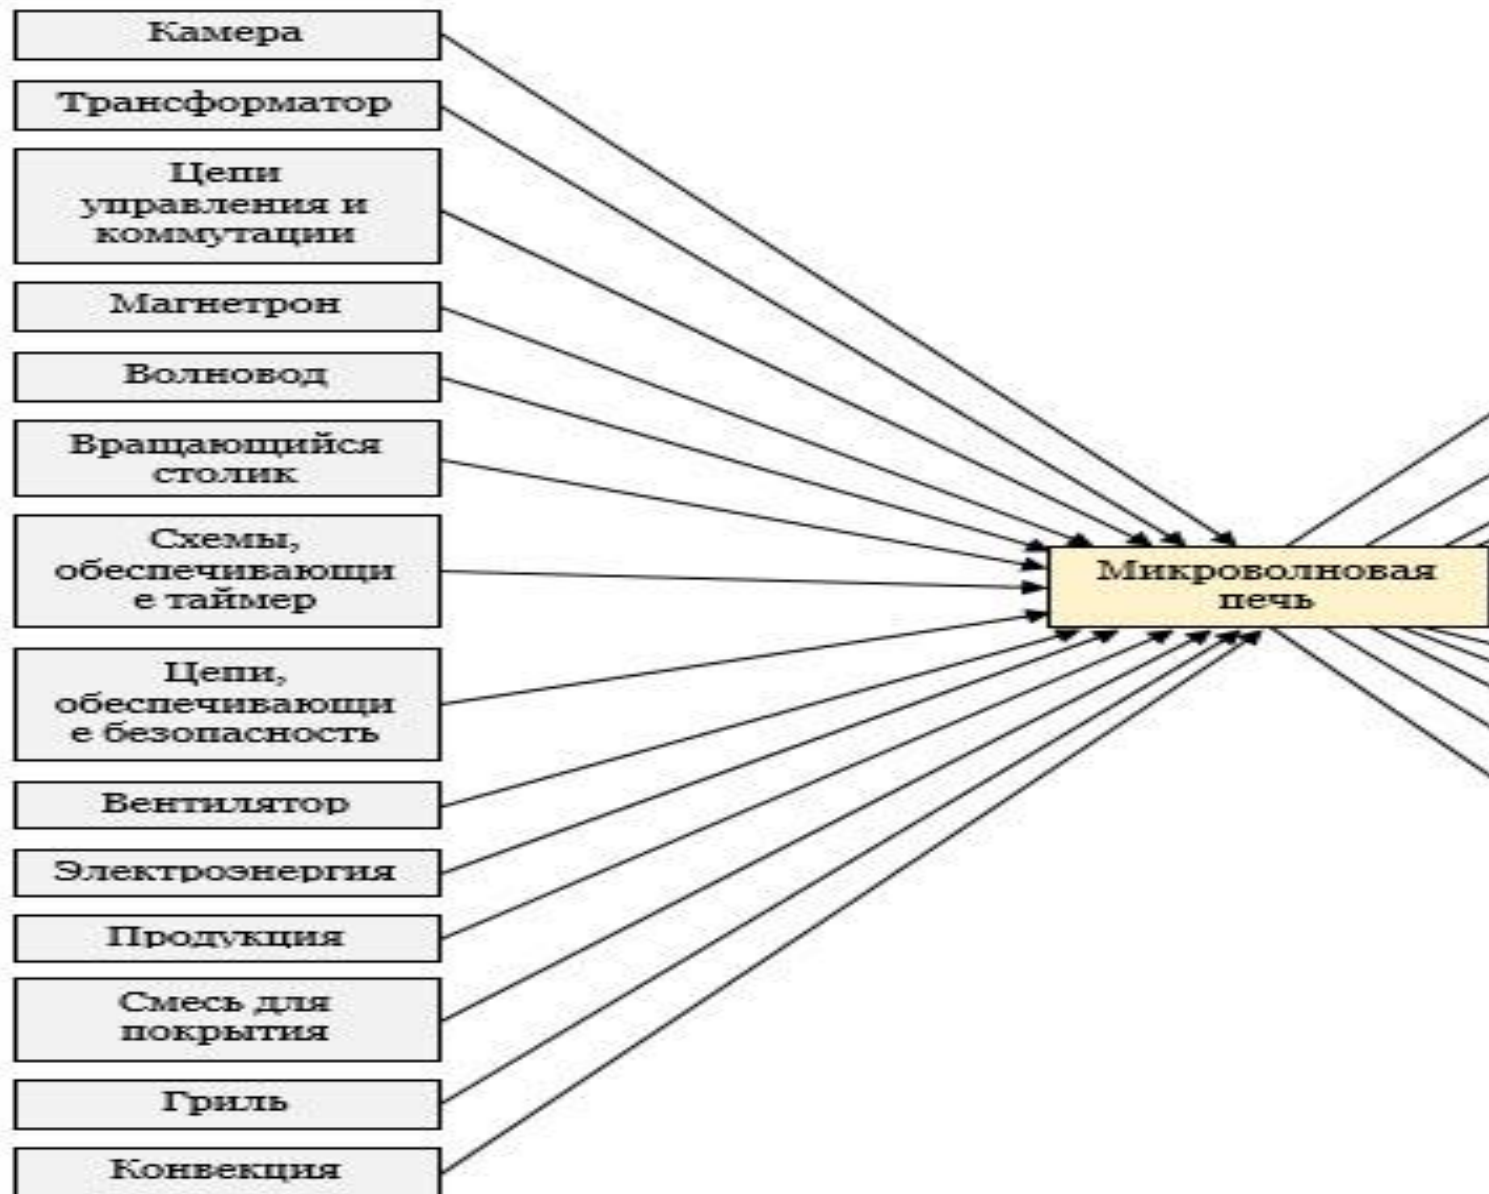 Камера
Трансформатор
Цепи
управления и
коммутации
Магнетрон
Волновод
Вращающийся
столик
Схемы,
обеспечивающи
е таймер
Цепи,
обеспечивающи
е безопасность
Вентилятор
Электроэнергия
Продукция
Смесь для
покрытия
Гриль
Конвекция
Микроволновая
печь